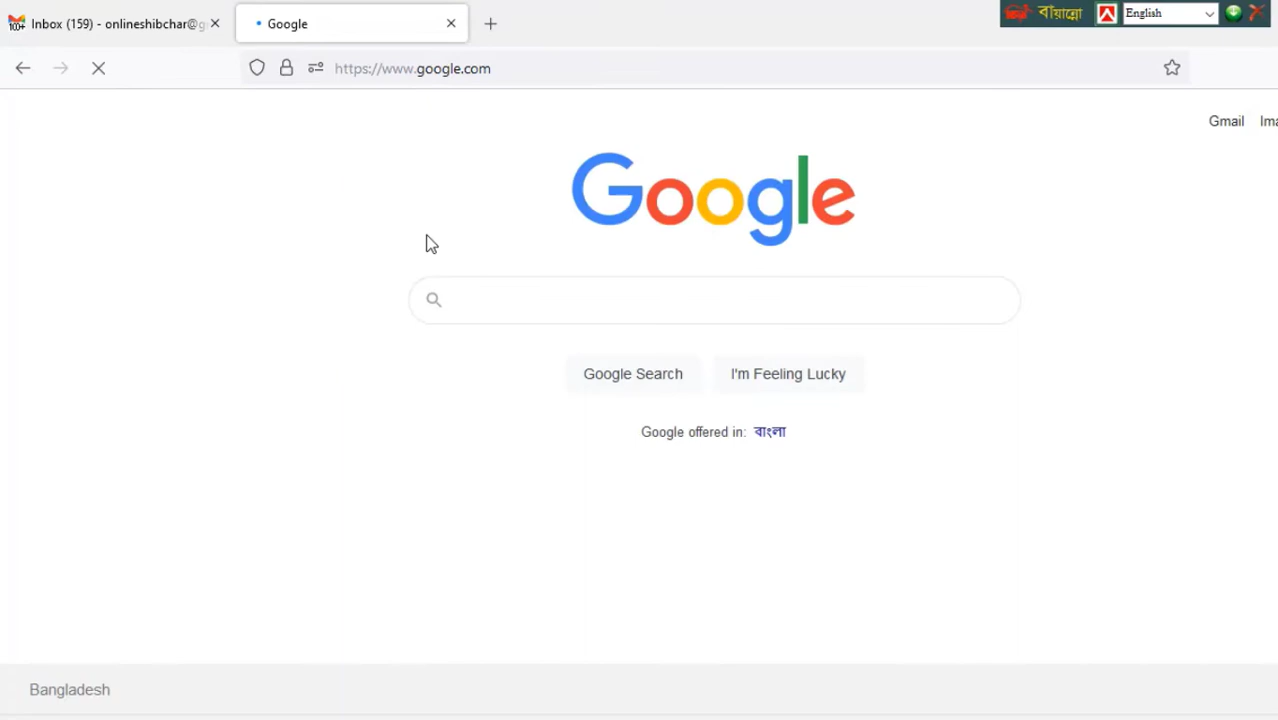 Inbox (159) - onlineshibchar@g
Google
বাঁয়ান্নো
English
https://www.google.com
Gmail
Ima
Google
Google Search
I'm Feeling Lucky
Google offered in: বাংলা
Bangladesh